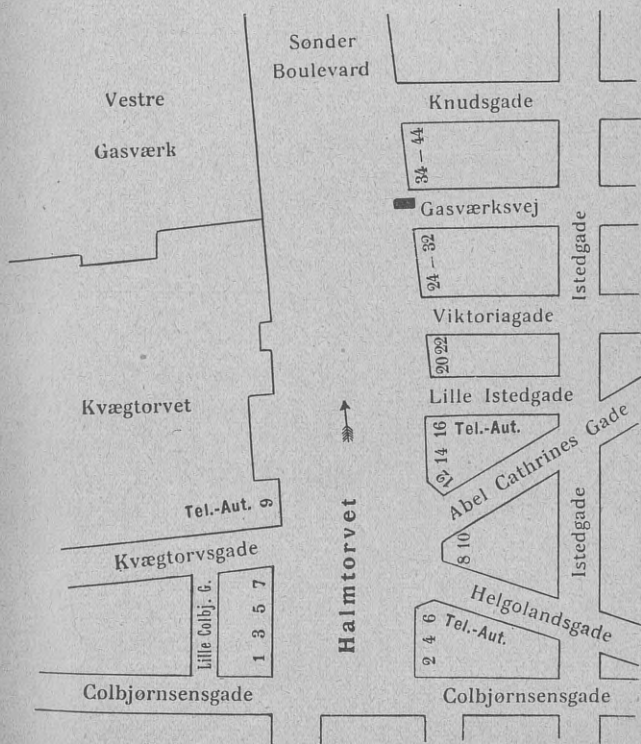 Sønder
Boulevard
Vestre
Gasværk
Knudsgade
34 – 44
Gasværksvej
24 – 32
Istedgade
Viktoriagade
20 22
Lille Istedgade
Kvægtorvet
12 14 16
Tel.-Aut.
Abel Cathrines Gade
Tel.-Aut. 9
Halmtorvet
8 10
Istedgade
Kvægtorvsgade
Lille Colbj. G.
1 3 5 7
Helgolandsgade
2 4 6
Tel.-Aut.
Colbjørnsensgade
Colbjørnsensgade